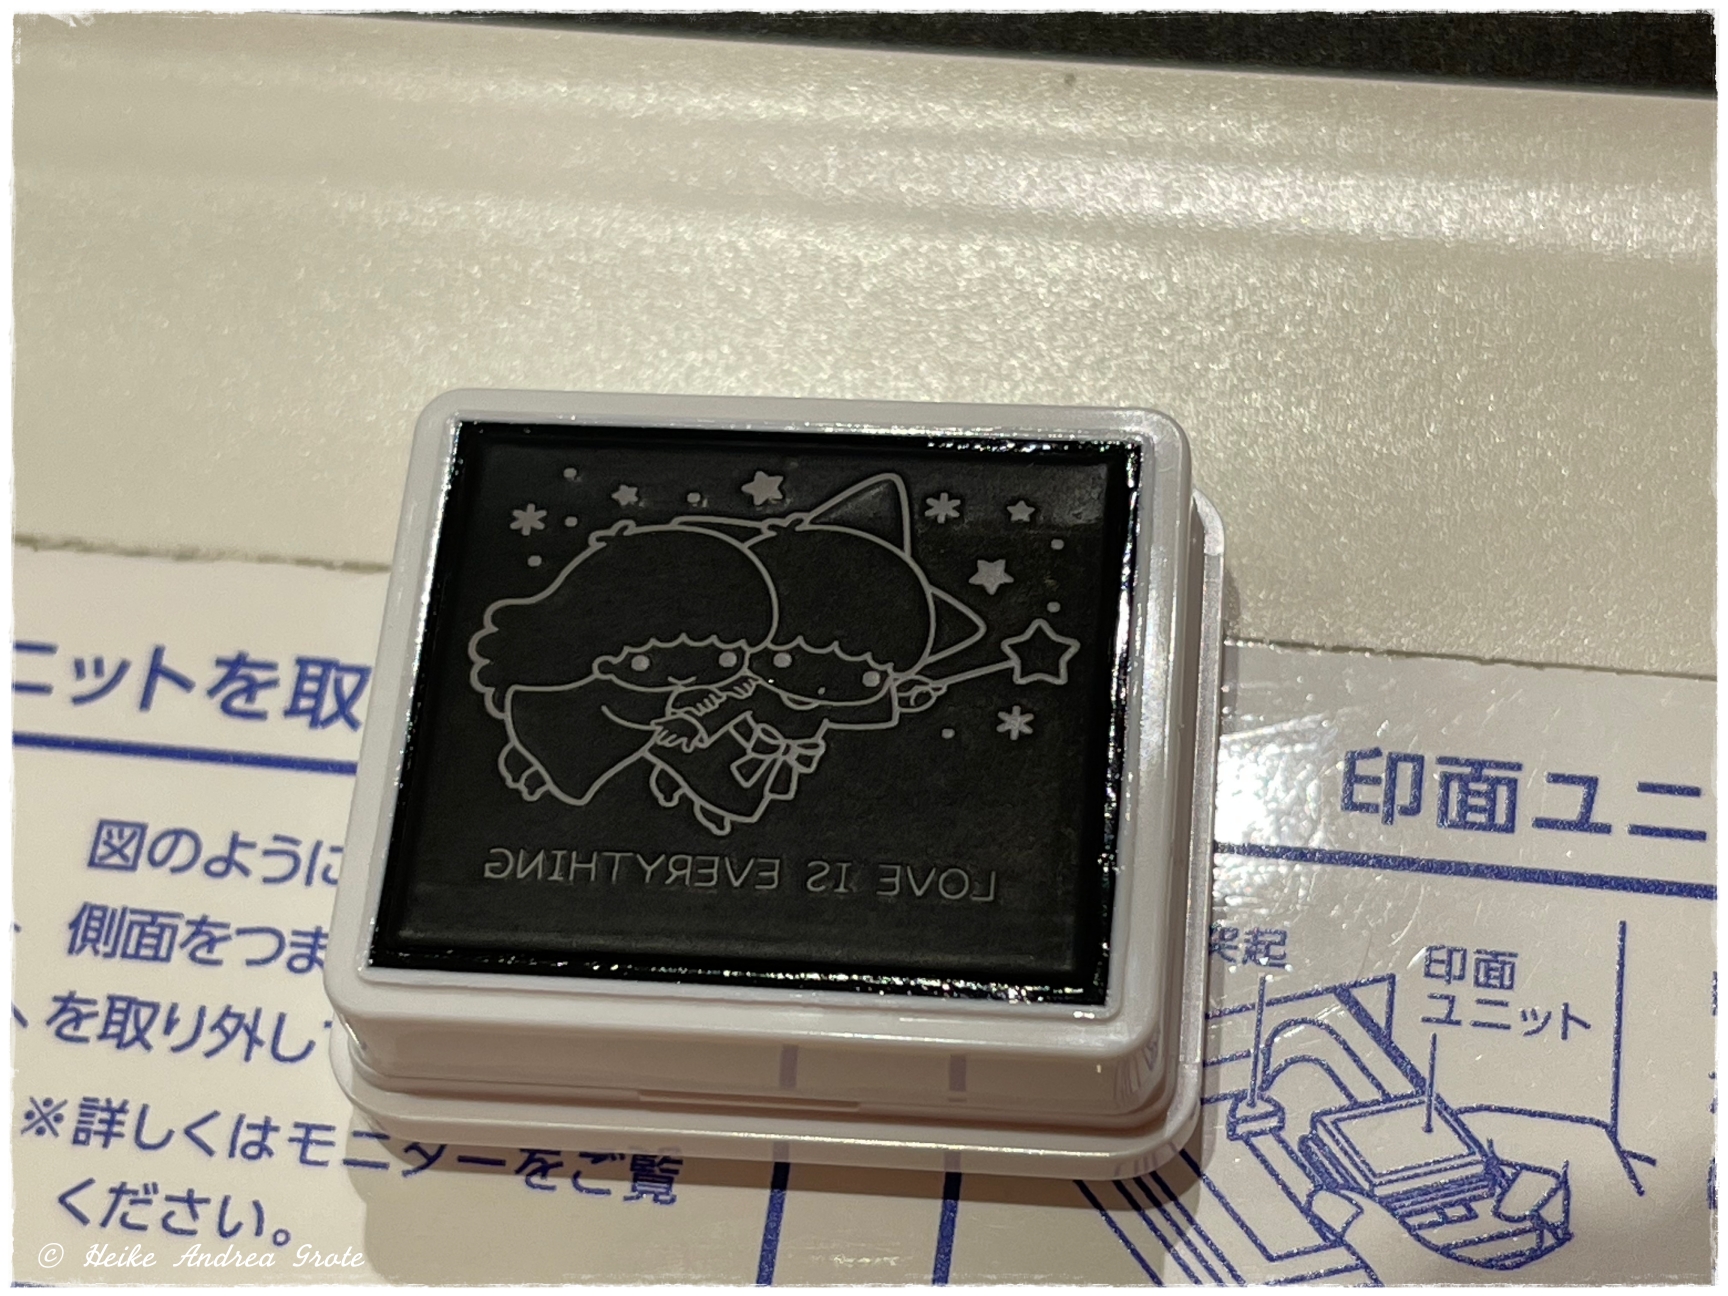 LOVE IS EVERYTHING
ニットを取
図のように
側面をつま
を取り外し
※詳しくはモニターをご覧
ください。
印面ユニ
突起
印面
ユニット
© Heike Andrea Grote